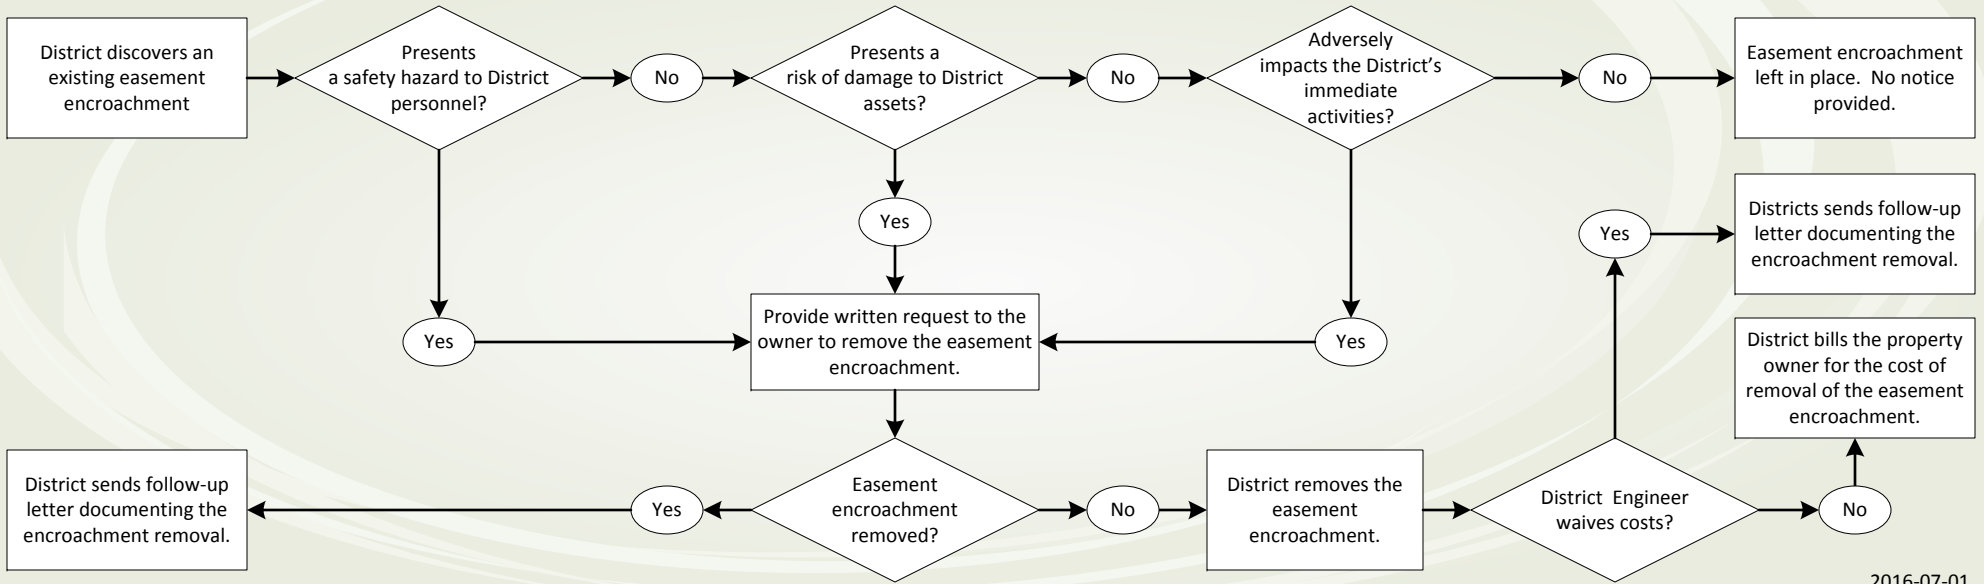 District discovers an
existing easement
encroachment
Presents
a safety hazard to District
personnel?
No
Presents a
risk of damage to District
assets?
No
Adversely
impacts the District’s
immediate
activities?
No
Easement encroachment
left in place.  No notice
provided.
Yes
Yes
Districts sends follow-up
letter documenting the
encroachment removal.
Yes
Provide written request to the
owner to remove the easement
encroachment.
Yes
District bills the property
owner for the cost of
removal of the easement
encroachment.
District sends follow-up
letter documenting the
encroachment removal.
Yes
Easement
encroachment
removed?
No
District removes the
easement
encroachment.
District  Engineer
waives costs?
No
2016-07-01